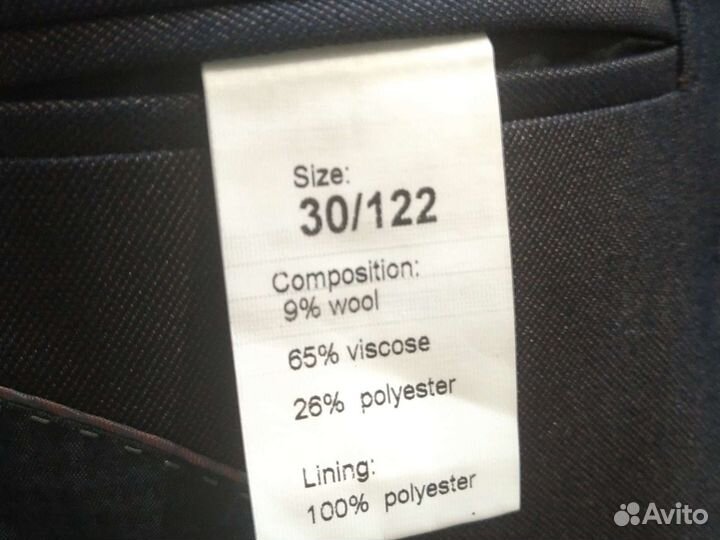 Size:
30/122
Composition:
9% wool
65% viscose
26% polyester
Lining:
100% polyester
Avito